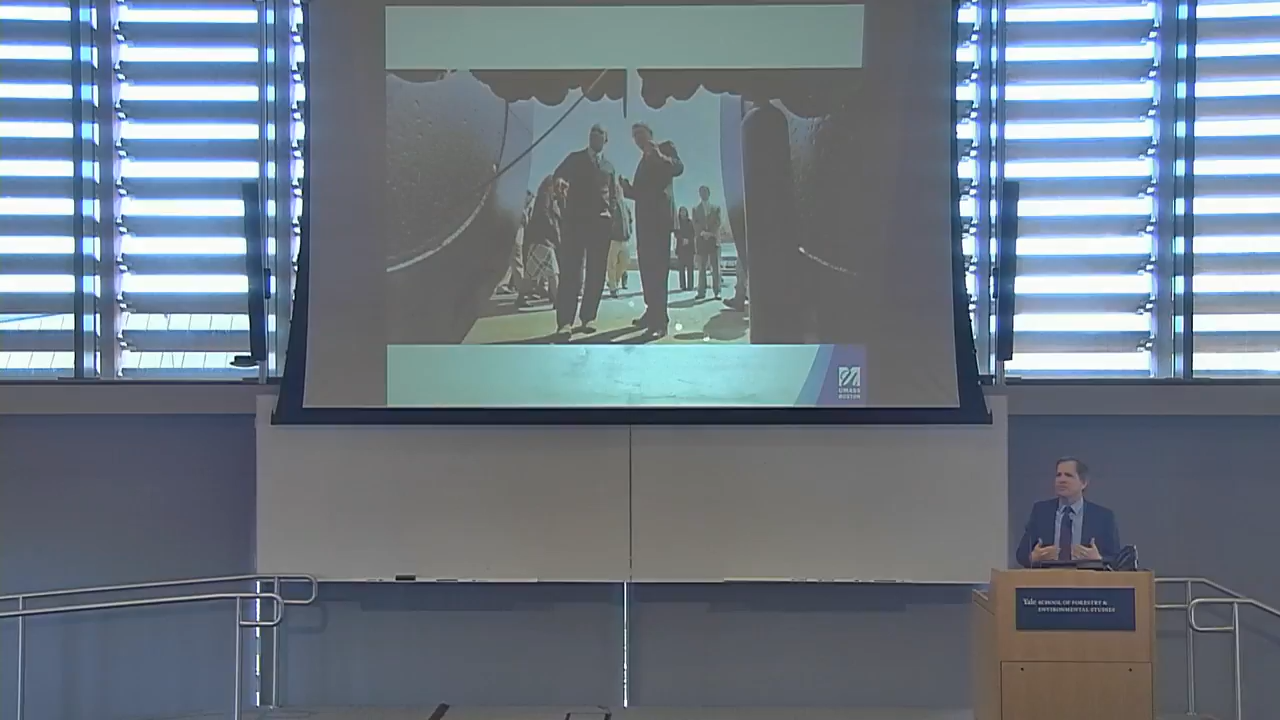 UMASS
BOSTON
Yale SCHOOL OF FORESTRY &
ENVIRONMENTAL STUDIES